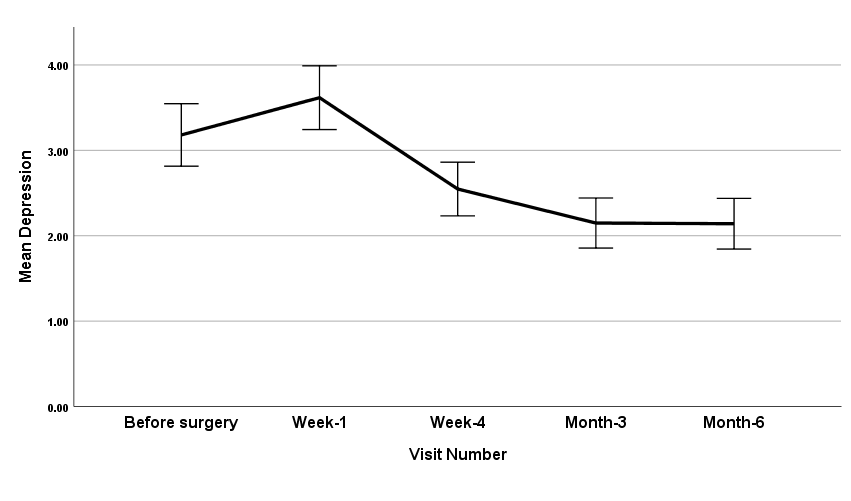 4.00
3.00
2.00
1.00
0.00
Mean Depression
Before surgery
Week-1
Week-4
Month-3
Month-6
Visit Number